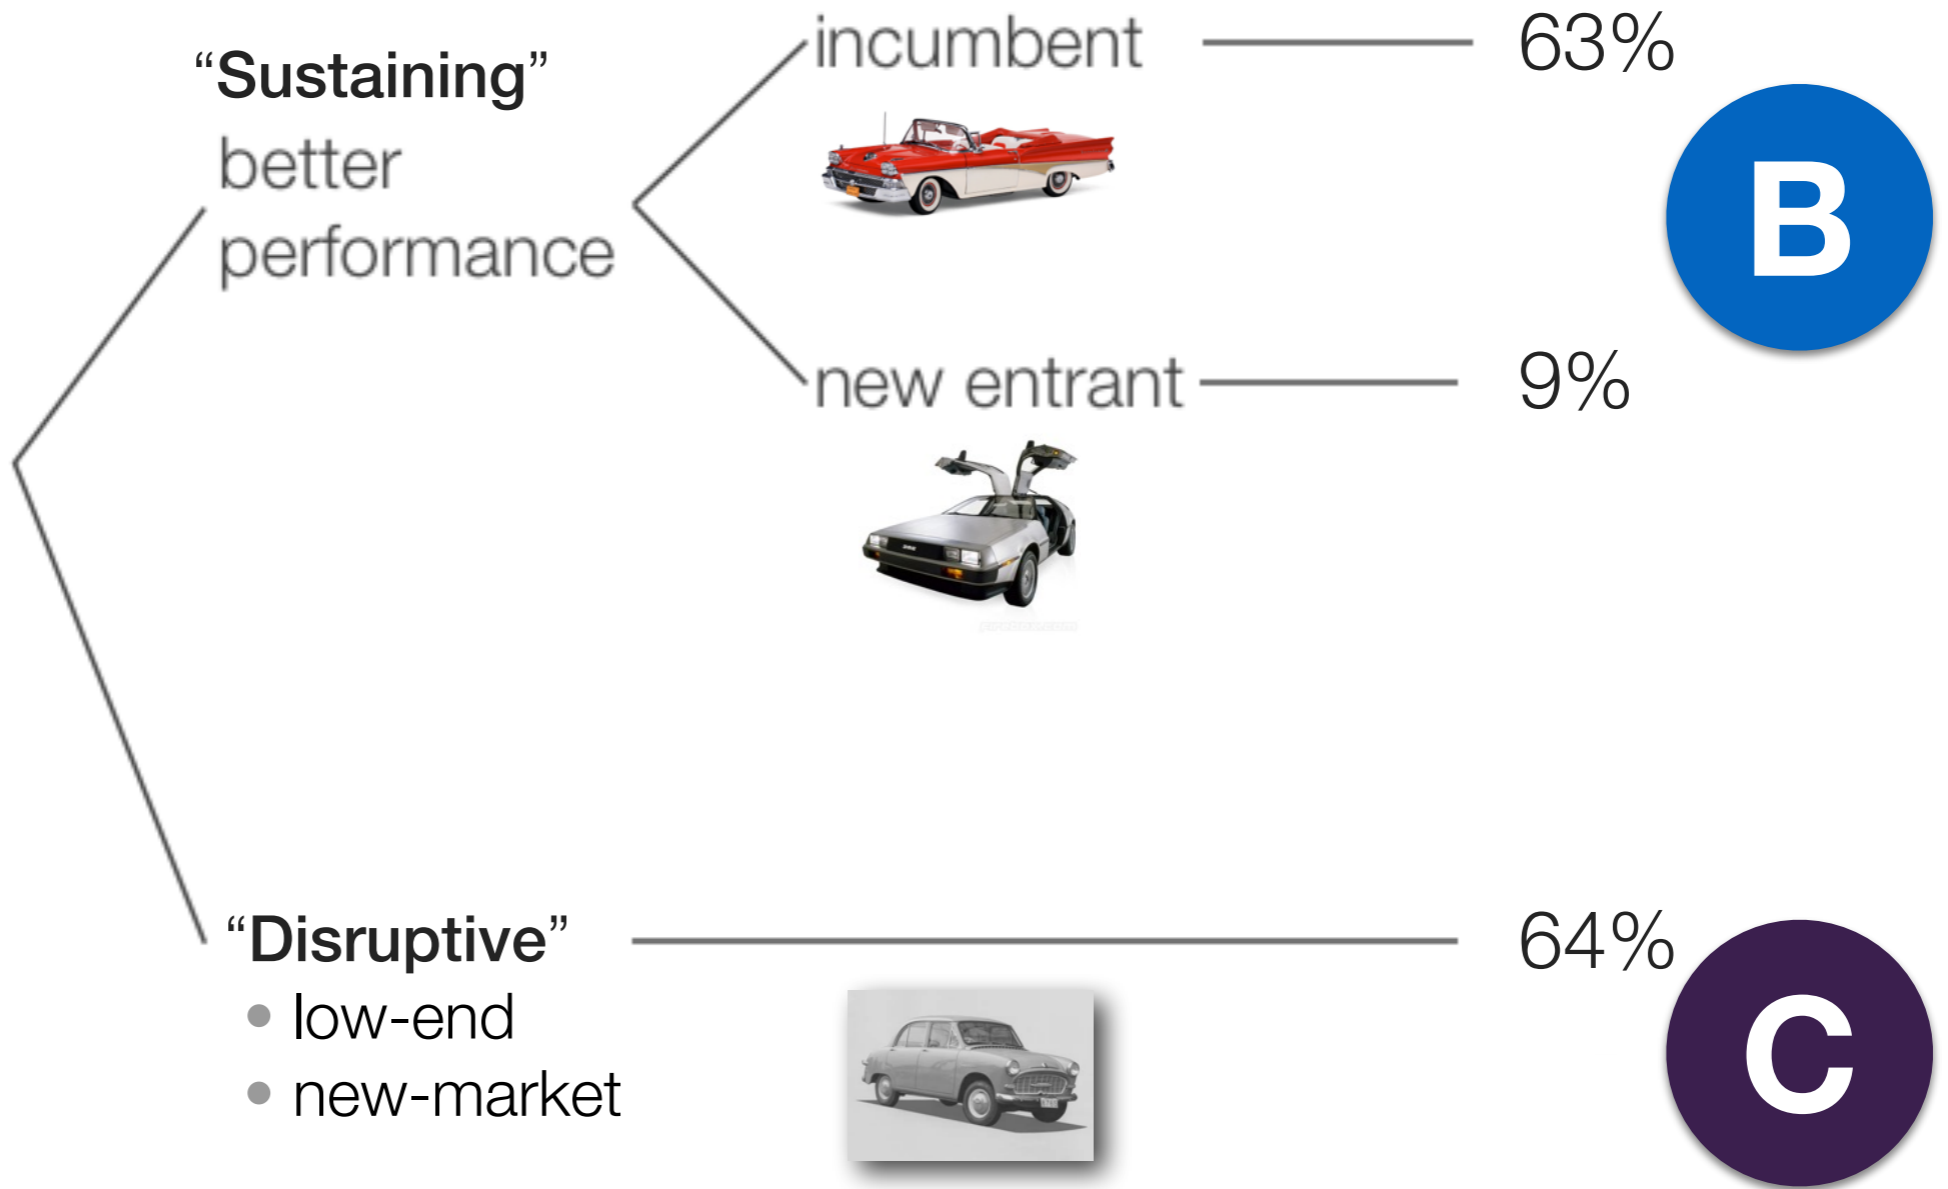 “Sustaining”
better
performance
incumbent
63%
B
new entrant
9%
“Disruptive”
• low-end
• new-market
64%
C